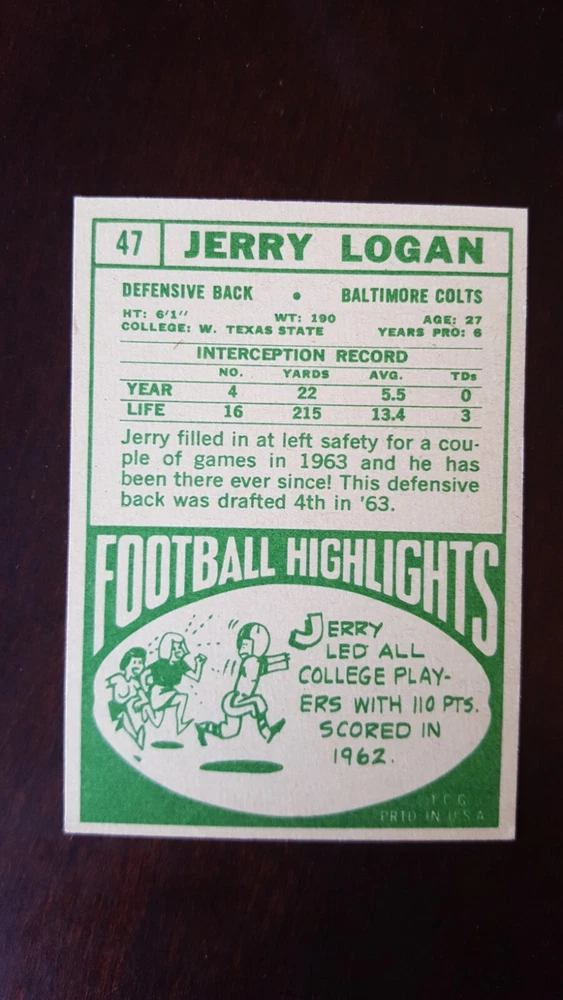 47 JERRY LOGAN
DEFENSIVE BACK • BALTIMORE COLTS
HT: 6'1" WT: 190 AGE: 27
COLLEGE: W. TEXAS STATE YEARS PRO: 6
INTERCEPTION RECORD
NO. YARDS AVG. TDs
YEAR 4 22 5.5 0
LIFE 16 215 13.4 3
Jerry filled in at left safety for a cou-
ple of games in 1963 and he has
been there ever since! This defensive
back was drafted 4th in '63.
FOOTBALL HIGHLIGHTS
JERRY
LED ALL
COLLEGE PLAY-
ERS WITH 110 PTS.
SCORED IN
1962.
T C G
PRTD IN U S A